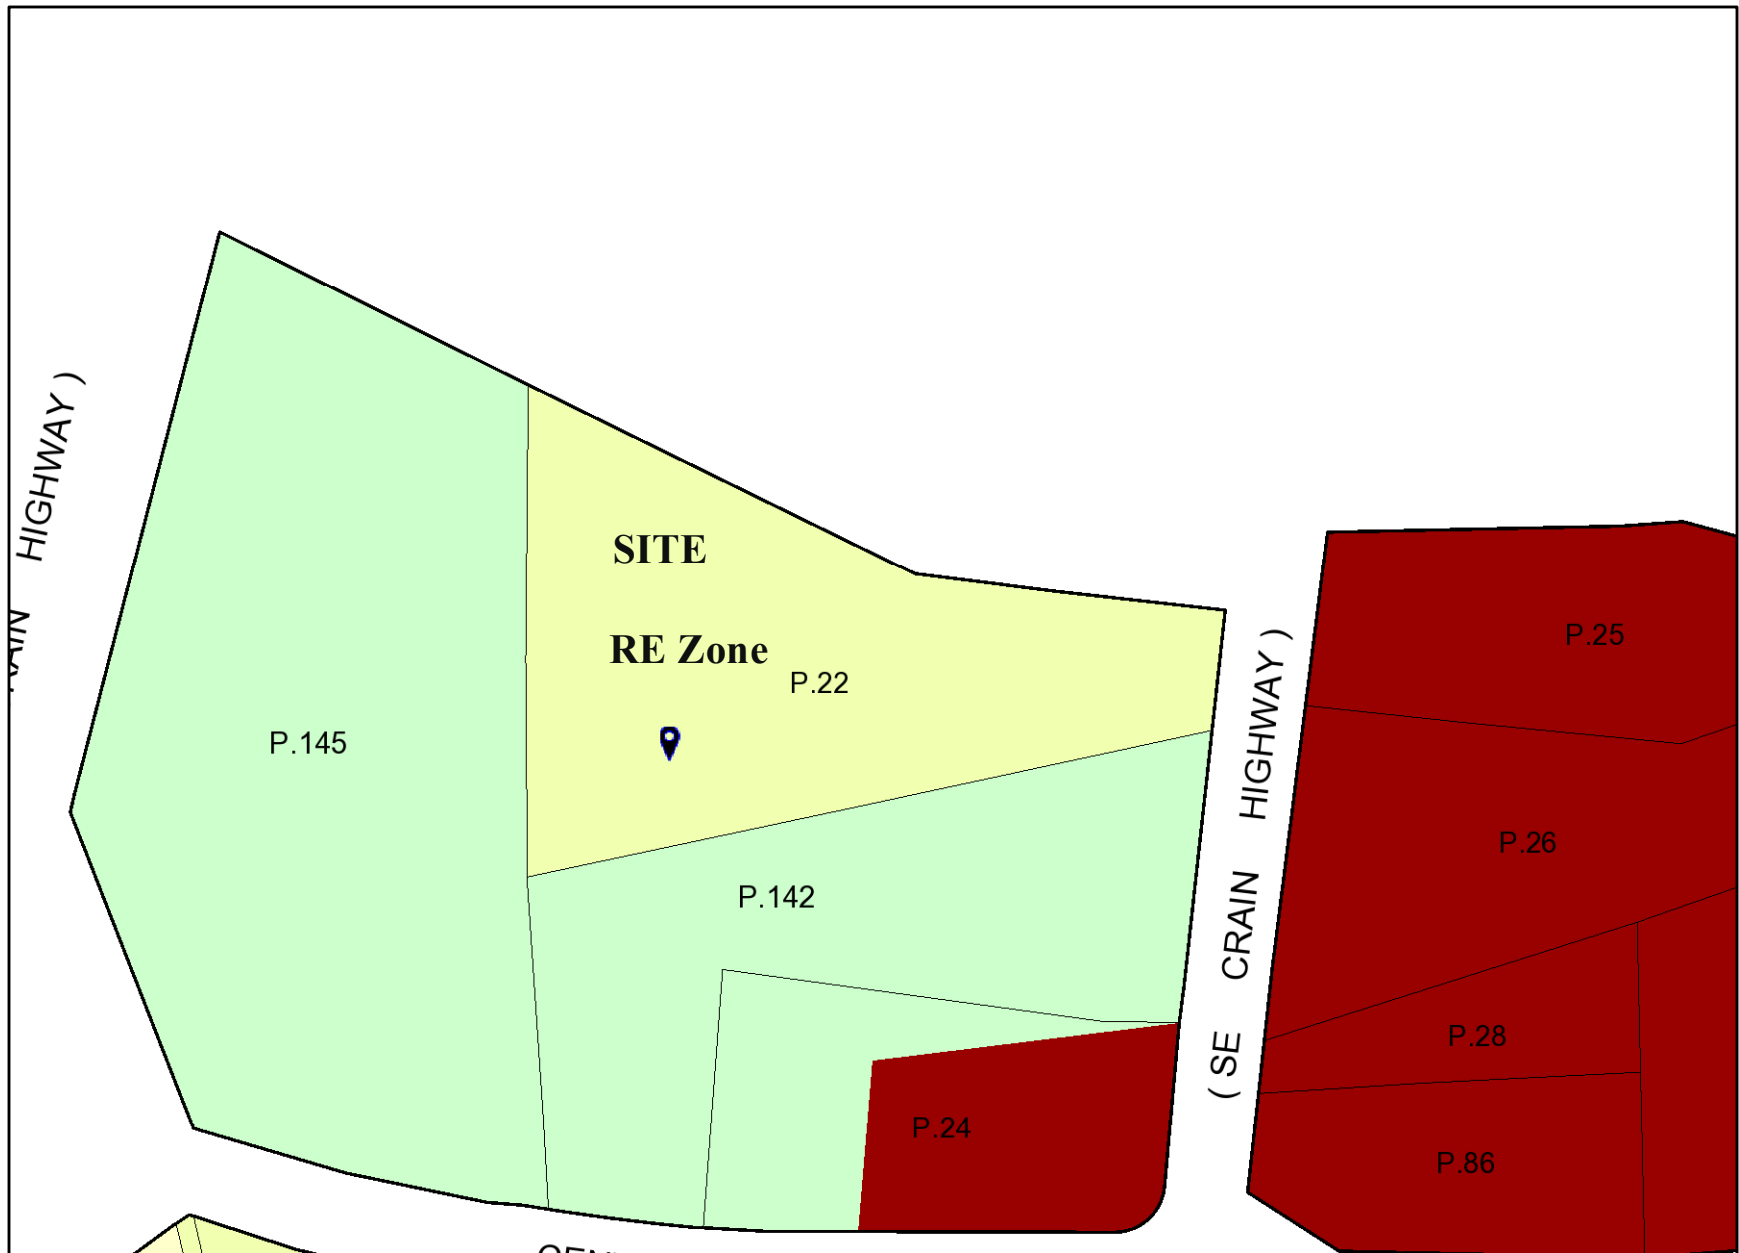 HIGHWAY )
SITE
RE Zone
P.22
P.145
P.142
P.24
( SE CRAIN HIGHWAY )
P.25
P.26
P.28
P.86